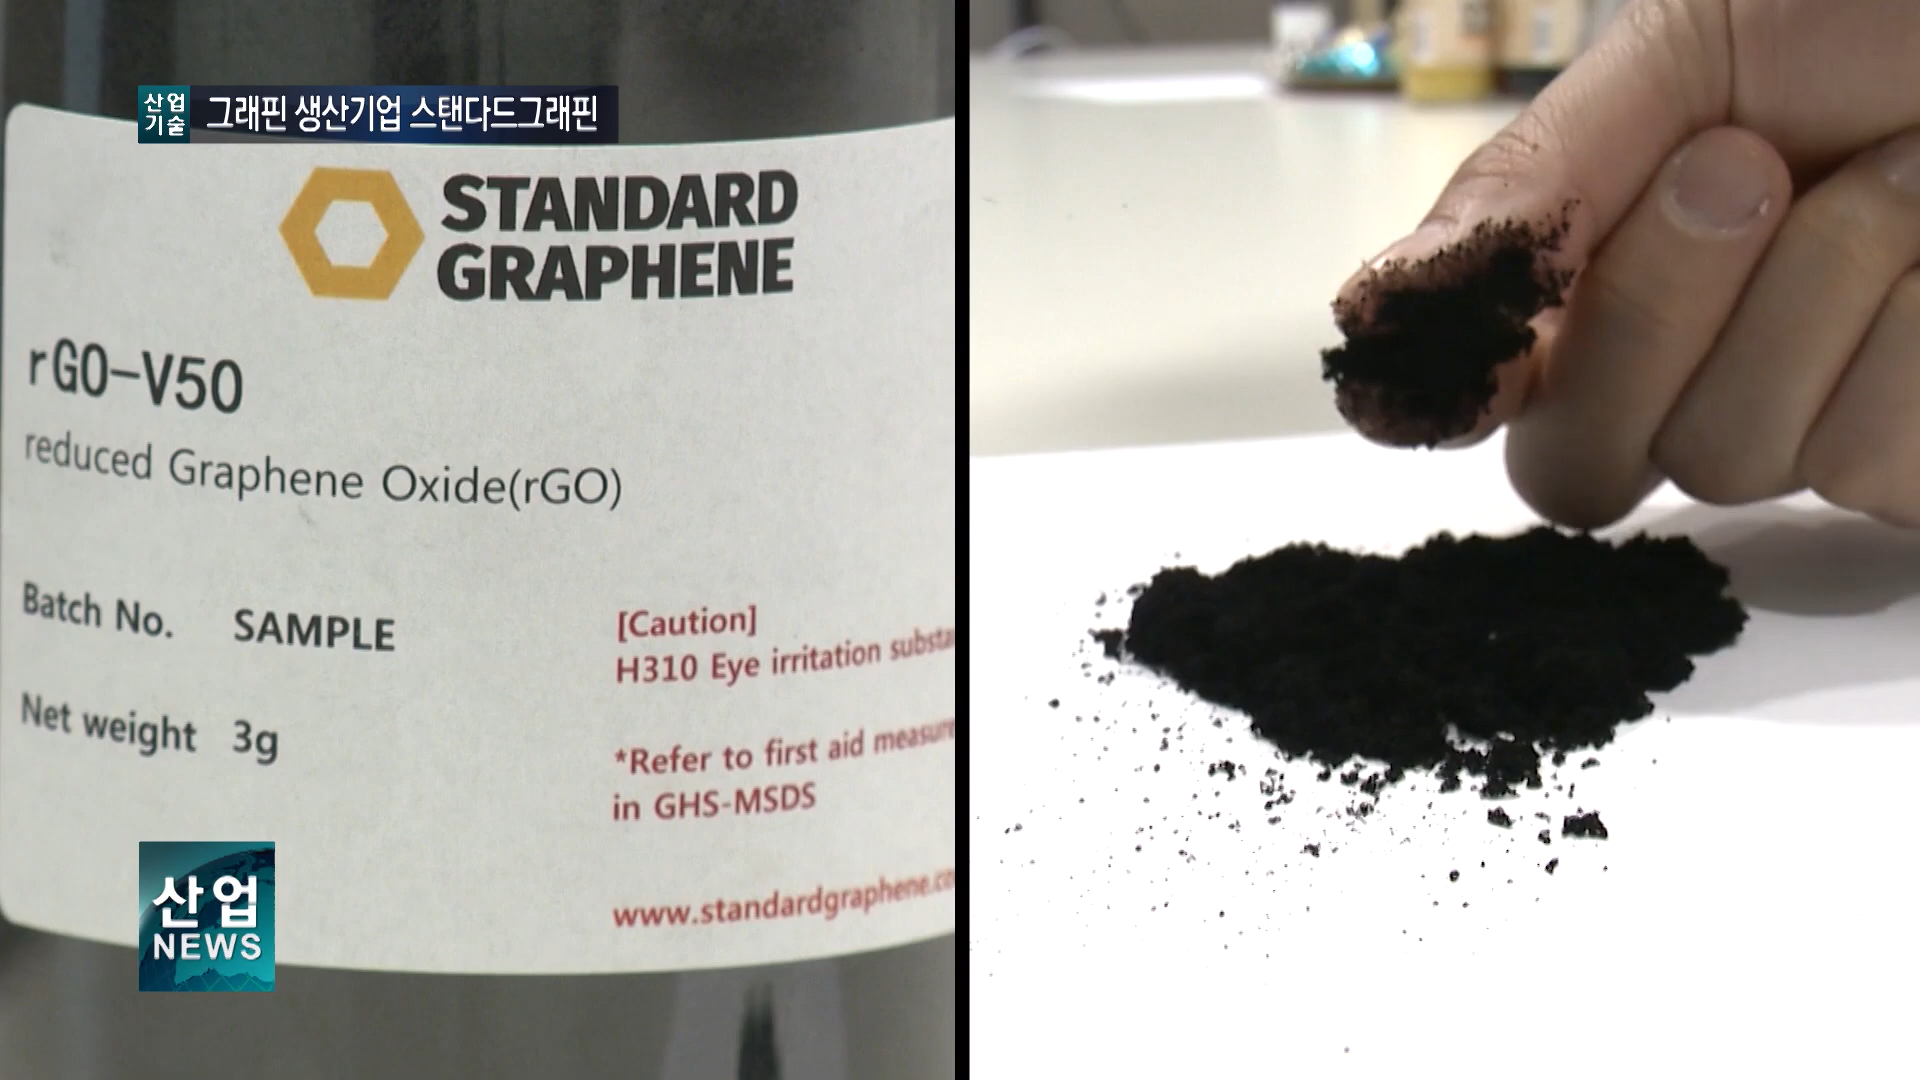 산업
기술
그래핀 생산기업 스탠다드그래핀
STANDARD
GRAPHENE
rGO-V50
reduced Graphene Oxide(rGO)
Batch No. SAMPLE
Net weight 3g
[Caution]
H310 Eye irritation
*Refer to first aid
in GHS-MSDS
산업
NEWS